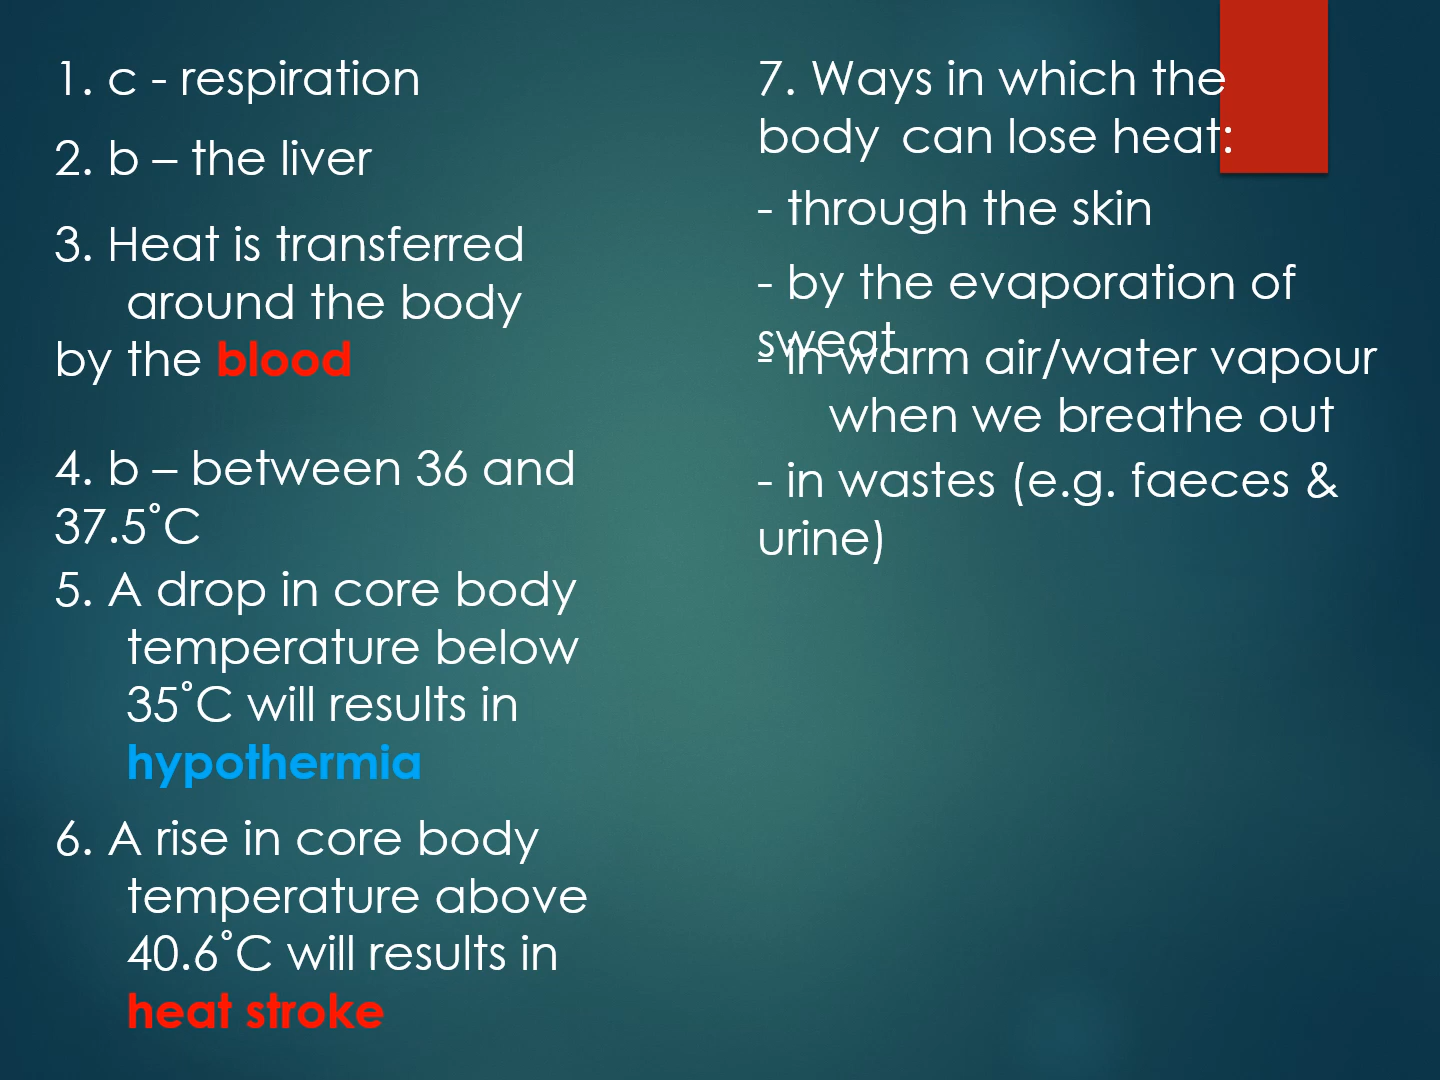 1. c - respiration
2. b – the liver
3. Heat is transferred
around the body
by the blood
4. b – between 36 and
37.5˚C
5. A drop in core body
temperature below
35˚C will results in
hypothermia
6. A rise in core body
temperature above
40.6˚C will results in
heat stroke
7. Ways in which the
body can lose heat:
- through the skin
- by the evaporation of
sweat
- in warm air/water vapour
when we breathe out
- in wastes (e.g. faeces &
urine)